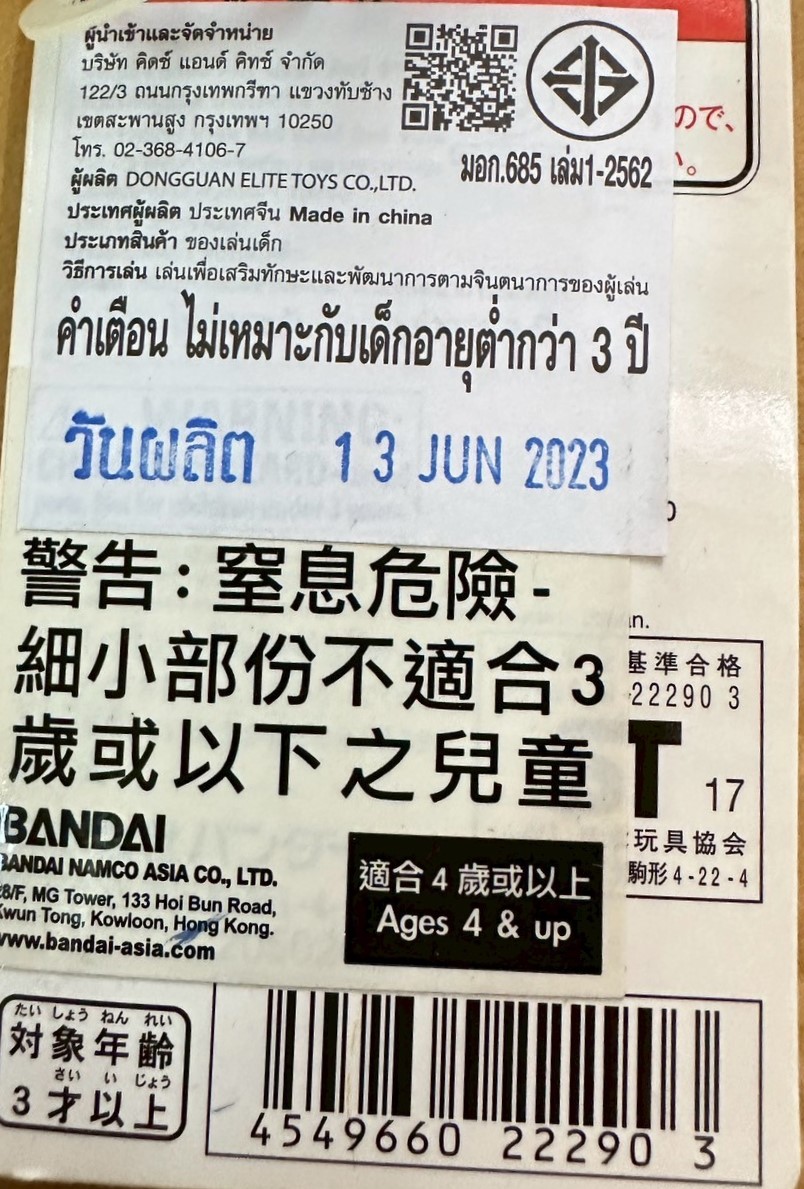 ผู้นำเข้าและจัดจำหน่าย
บริษัท คิดซ์ แอนด์ คิทซ์ จำกัด
122/3 ถนนกรุงเทพกรีฑา แขวงทับช้าง
เขตสะพานสูง กรุงเทพฯ 10250
โทร. 02-368-4106-7
ผู้ผลิต DONGGUAN ELITE TOYS CO.,LTD.
มอก.685 เล่ม1-2562
ประเทศผู้ผลิต ประเทศจีน Made in china
ประเภทสินค้า ของเล่นเด็ก
วิธีการเล่น เล่นเพื่อเสริมทักษะและพัฒนาการตามจินตนาการของผู้เล่น
คำเตือน ไม่เหมาะกับเด็กอายุต่ำกว่า 3 ปี
วันผลิต 13 JUN 2023
ので、
い。
警告:窒息危險-
細小部份不適合3
歲或以下之兒童
BANDAI
BANDAI NAMCO ASIA CO., LTD.
28/F, MG Tower, 133 Hoi Bun Road,
Kwun Tong, Kowloon, Hong Kong.
www.bandai-asia.com
適合4歲或以上
Ages 4 & up
基準合格
22290 3
T 17
玩具協会
駒形4-22-4
たいしょうねんれい
対象年齢
さいいじょう
3才以上
4549660 22290 3